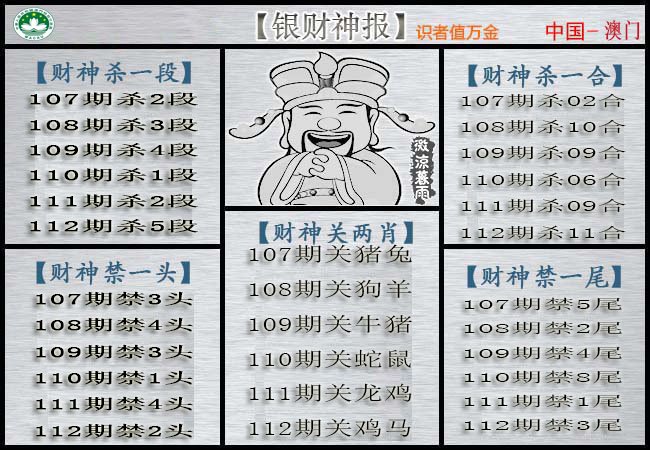 【银财神报】识者值万金 中国-澳门
【财神杀一段】
107期杀2段
108期杀3段
109期杀4段
110期杀1段
111期杀2段
112期杀5段
微涼暮雨
【财神杀一合】
107期杀02合
108期杀10合
109期杀09合
110期杀06合
111期杀09合
112期杀11合
【财神禁一头】
107期禁3头
108期禁4头
109期禁3头
110期禁1头
111期禁4头
112期禁2头
【财神关两肖】
107期关猪兔
108期关狗羊
109期关牛猪
110期关蛇鼠
111期关龙鸡
112期关鸡马
【财神禁一尾】
107期禁5尾
108期禁2尾
109期禁4尾
110期禁8尾
111期禁1尾
112期禁3尾